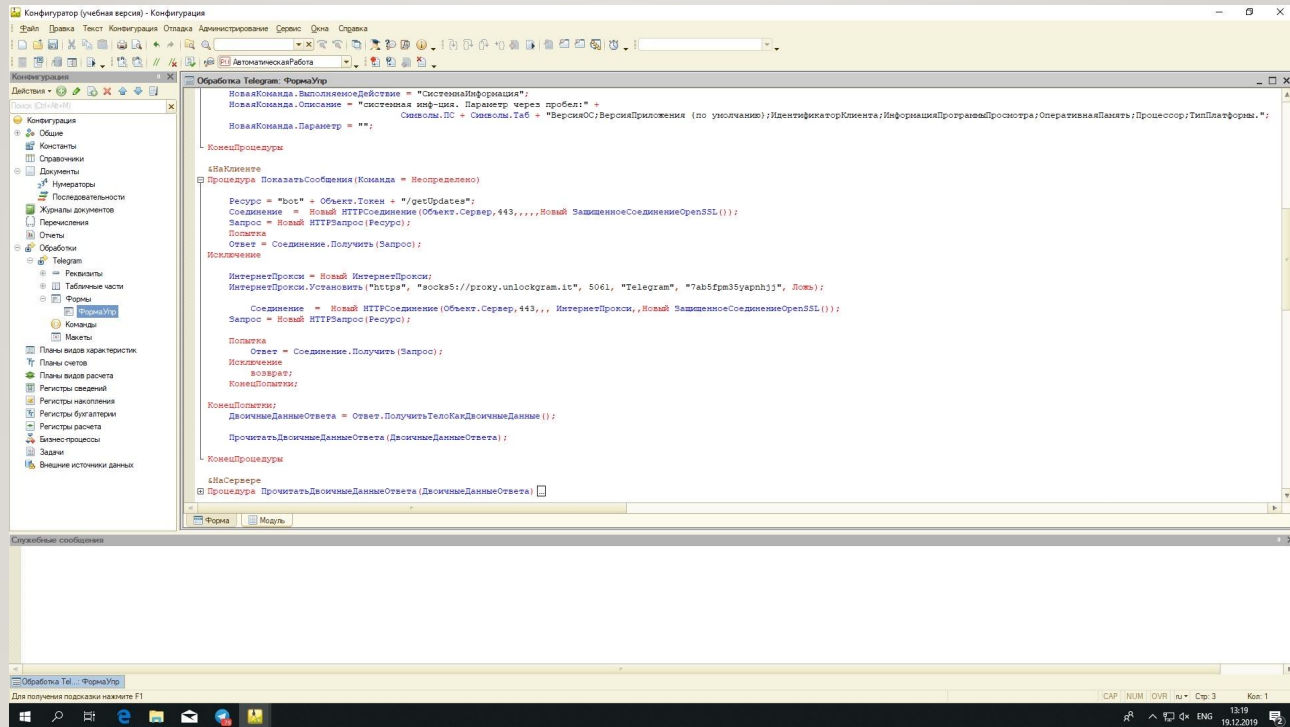 Конфигуратор (учебная версия) - Конфигурация
Файл Правка Текст Конфигурация Отладка Администрирование Сервис Окна Справка
АвтоматическаяРабота
Конфигурация
Действия
Поиск (Ctrl+Alt+M)
Конфигурация
Общие
Константы
Справочники
Документы
Нумераторы
Последовательности
Журналы документов
Перечисления
Отчеты
Обработки
Telegram
Реквизиты
Табличные части
Формы
ФормаУпр
Команды
Макеты
Планы видов характеристик
Планы счетов
Планы видов расчета
Регистры сведений
Регистры накопления
Регистры бухгалтерии
Регистры расчета
Бизнес-процессы
Задачи
Внешние источники данных
Обработка Telegram: ФормаУпр
НоваяКоманда.ВыполняемоеДействие = "СистемнаИнформация";
НоваяКоманда.Описание = "системная инф-ция. Параметр через пробел:" +
Символы.ПС + Символы.Таб + "ВерсияОС;ВерсияПриложения (по умолчанию);ИдентификаторКлиента;ИнформацияПрограммыПросмотра;ОперативнаяПамять;Процессор;ТипПлатформы.";
НоваяКоманда.Параметр = "";
КонецПроцедуры
&НаКлиенте
Процедура ПоказатьСообщения(Команда = Неопределено)
Ресурс = "bot" + Объект.Токен + "/getUpdates";
Соединение = Новый HTTPСоединение(Объект.Сервер,443,,,,,Новый ЗащищенноеСоединениеOpenSSL());
Запрос = Новый HTTPЗапрос(Ресурс);
Попытка
Ответ = Соединение.Получить(Запрос);
Исключение
ИнтернетПрокси = Новый ИнтернетПрокси;
ИнтернетПрокси.Установить("https", "socks5://proxy.unlockgram.it", 5061, "Telegram", "7ab5fpm35yapnhjj", Ложь);
Соединение = Новый HTTPСоединение(Объект.Сервер,443,,, ИнтернетПрокси,,Новый ЗащищенноеСоединениеOpenSSL());
Запрос = Новый HTTPЗапрос(Ресурс);
Попытка
Ответ = Соединение.Получить(Запрос);
Исключение
возврат;
КонецПопытки;
КонецПопытки;
ДвоичныеДанныеОтвета = Ответ.ПолучитьТелоКакДвоичныеДанные();
ПрочитатьДвоичныеДанныеОтвета(ДвоичныеДанныеОтвета);
КонецПроцедуры
&НаСервере
Процедура ПрочитатьДвоичныеДанныеОтвета(ДвоичныеДанныеОтвета)
Форма Модуль
Служебные сообщения
Обработка Tel...: ФормаУпр
Для получения подсказки нажмите F1
CAP NUM OVR ru Стр: 3 Кол: 1
ENG 13:19
19.12.2019